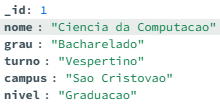 _id: 1
nome : "Ciencia da Computacao"
grau : "Bacharelado"
turno : "Vespertino"
campus : "Sao Cristovao"
nivel : "Graduacao"